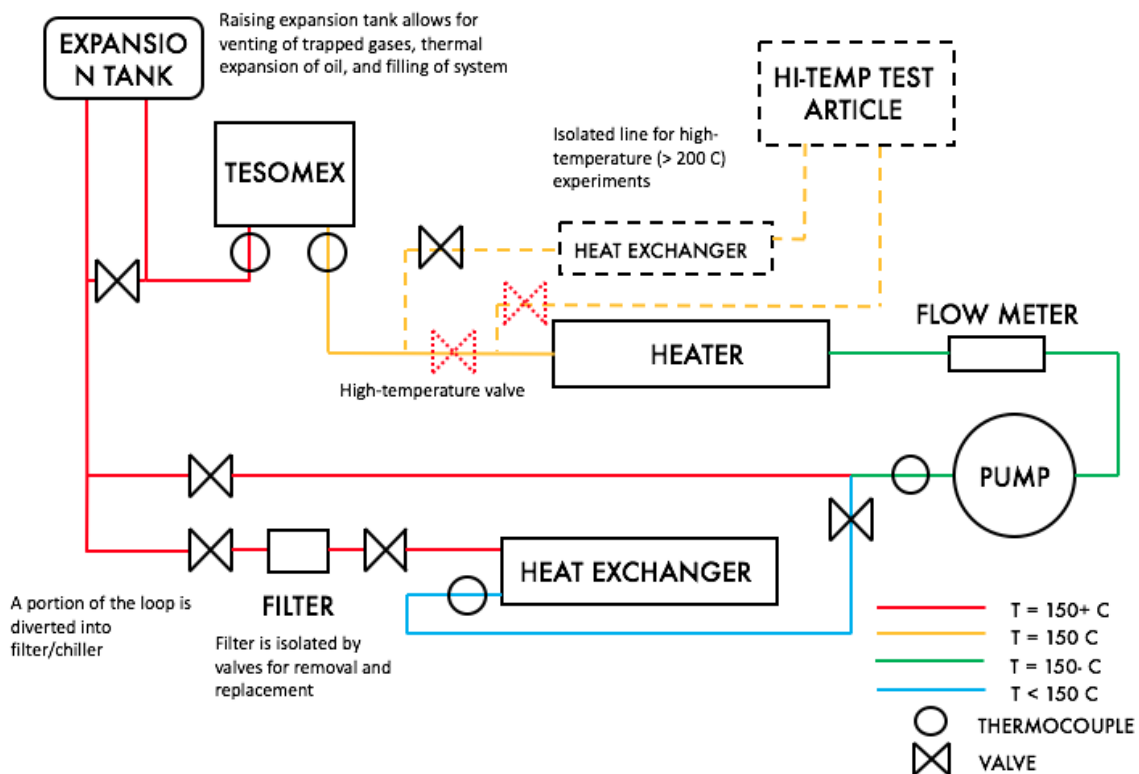 EXPANSIO
N TANK
Raising expansion tank allows for
venting of trapped gases, thermal
expansion of oil, and filling of system
HI-TEMP TEST
ARTICLE
TESOMEX
Isolated line for high-
temperature (> 200 C)
experiments
HEAT EXCHANGER
FLOW METER
HEATER
High-temperature valve
PUMP
HEAT EXCHANGER
FILTER
A portion of the loop is
diverted into
filter/chiller
Filter is isolated by
valves for removal and
replacement
T = 150+ C
T = 150 C
T = 150- C
T < 150 C
THERMOCOUPLE
VALVE